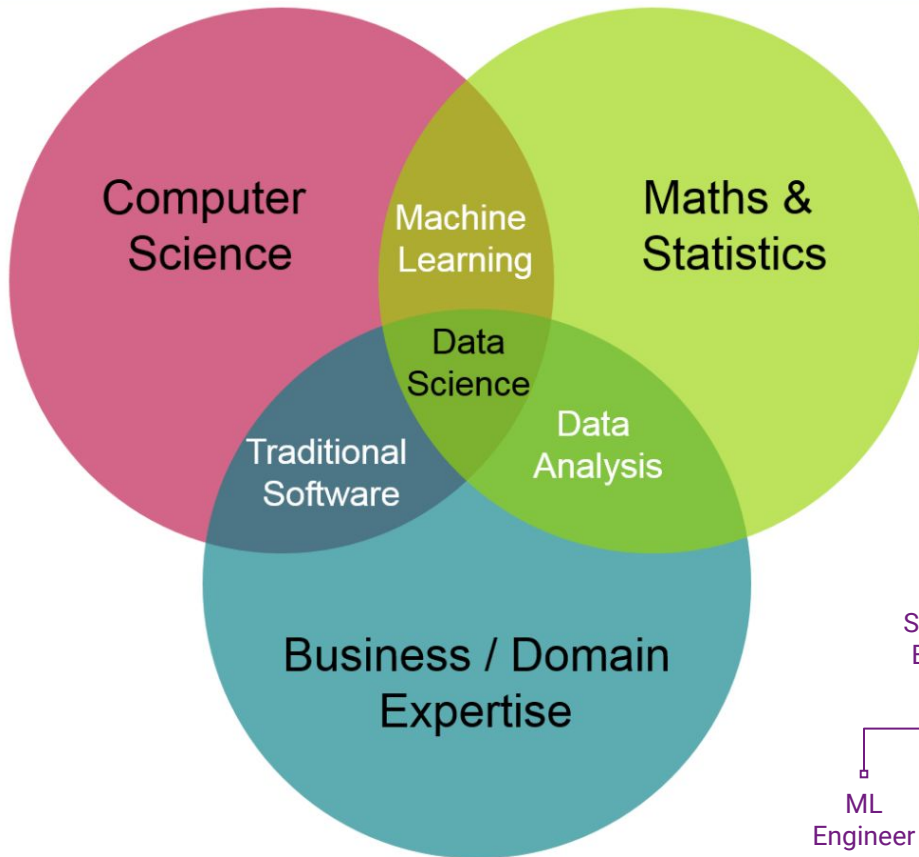 Computer
Science
Maths &
Statistics
Machine
Learning
Data
Science
Traditional
Software
Data
Analysis
Business / Domain
Expertise
ML
Engineer